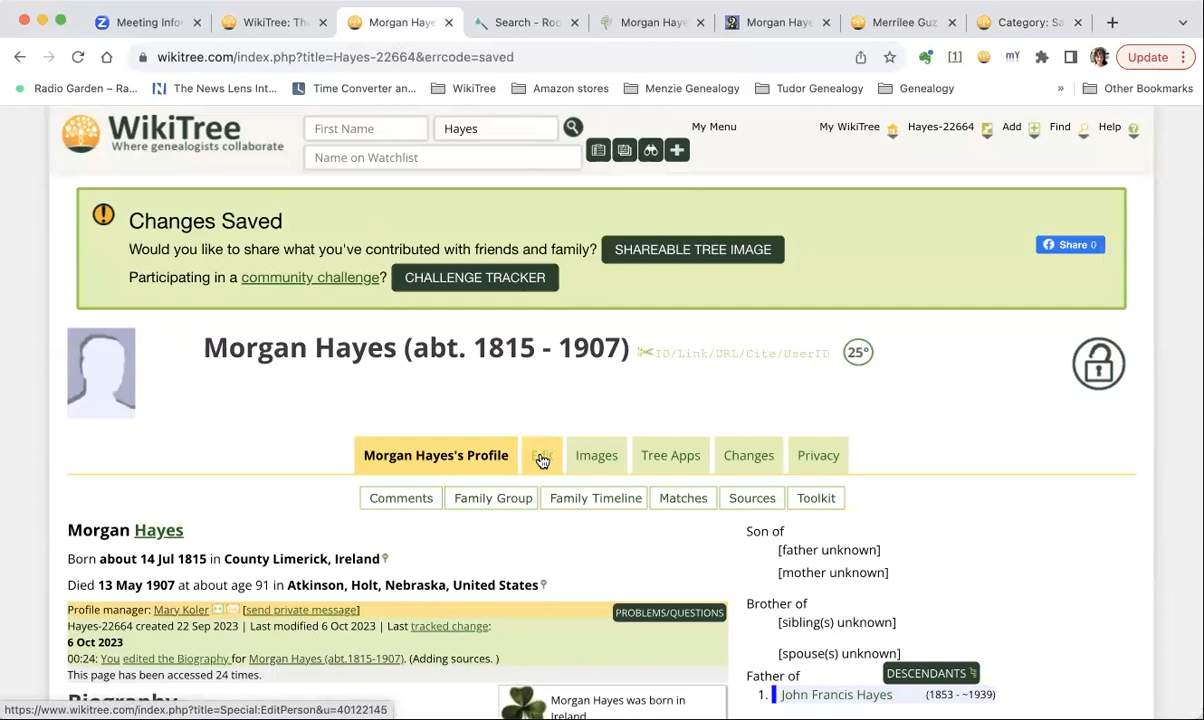 Meeting Infor
WikiTree: The
Morgan Haye
Search - Roo
Morgan Haye
Morgan Haye
Merrilee Guz
Category: Sa
wikitree.com/index.php?title=Hayes-22664&errcode=saved
Update
Radio Garden – Ra...
The News Lens Int...
Time Converter an...
WikiTree
Amazon stores
Menzie Genealogy
Tudor Genealogy
Genealogy
»
Other Bookmarks
WikiTree
Where genealogists collaborate
First Name
Hayes
Name on Watchlist
My Menu
My WikiTree
Hayes-22664
Add
Find
Help
Changes Saved
Would you like to share what you've contributed with friends and family? SHAREABLE TREE IMAGE
Share 0
Participating in a community challenge? CHALLENGE TRACKER
Morgan Hayes (abt. 1815 - 1907) ID/Link/URL/Cite/UserID 25°
Morgan Hayes's Profile
Edit
Images
Tree Apps
Changes
Privacy
Comments
Family Group
Family Timeline
Matches
Sources
Toolkit
Morgan Hayes
Born about 14 Jul 1815 in County Limerick, Ireland
Died 13 May 1907 at about age 91 in Atkinson, Holt, Nebraska, United States
Profile manager: Mary Koler [send private message]
PROBLEMS/QUESTIONS
Hayes-22664 created 22 Sep 2023 | Last modified 6 Oct 2023 | Last tracked change:
6 Oct 2023
00:24: You edited the Biography for Morgan Hayes (abt.1815-1907). (Adding sources. )
This page has been accessed 24 times.
Biography
Morgan Hayes was born in
Ireland
Son of
[father unknown]
[mother unknown]
Brother of
[sibling(s) unknown]
[spouse(s) unknown]
DESCENDANTS
Father of
1. John Francis Hayes (1853 - ~1939)
https://www.wikitree.com/index.php?title=Special:EditPerson&u=40122145